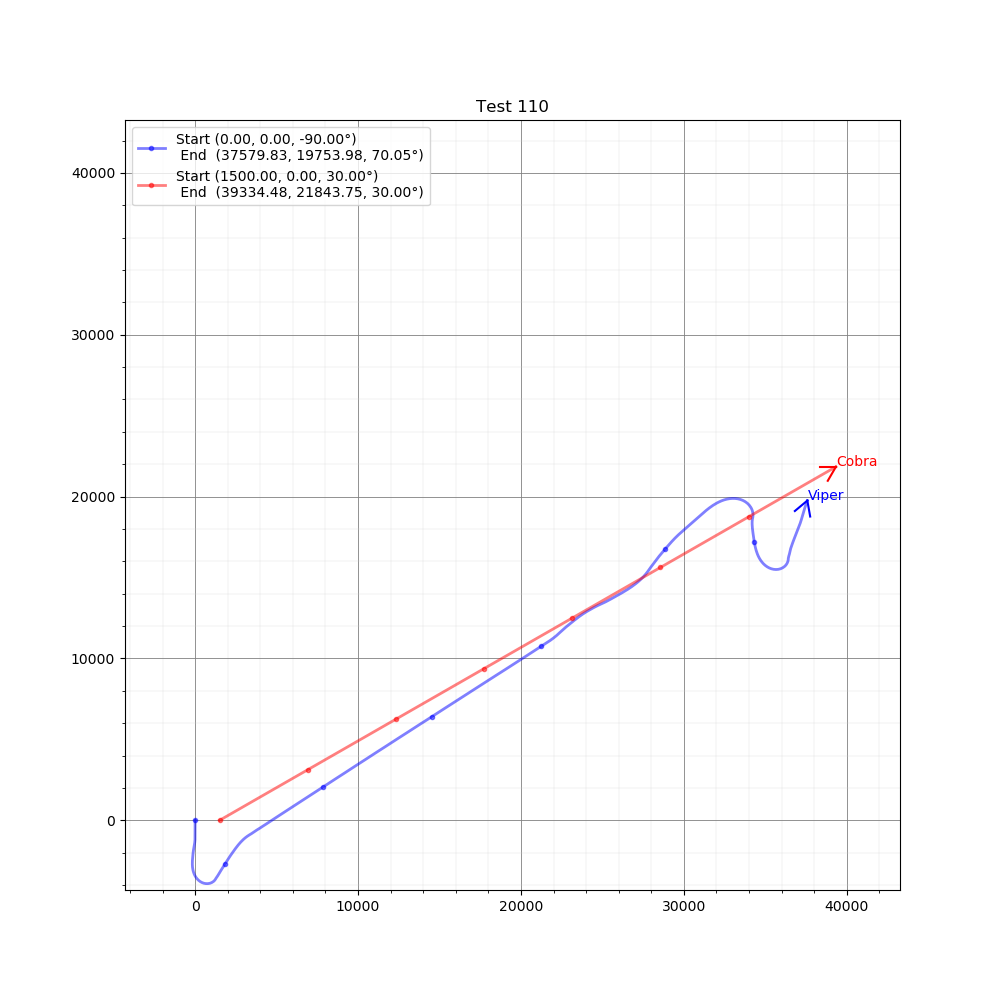 Test 110
Start (0.00, 0.00, -90.00°)
End  (37579.83, 19753.98, 70.05°)
Start (1500.00, 0.00, 30.00°)
End  (39334.48, 21843.75, 30.00°)
40000
30000
20000
10000
0
Cobra
Viper
0
10000
20000
30000
40000